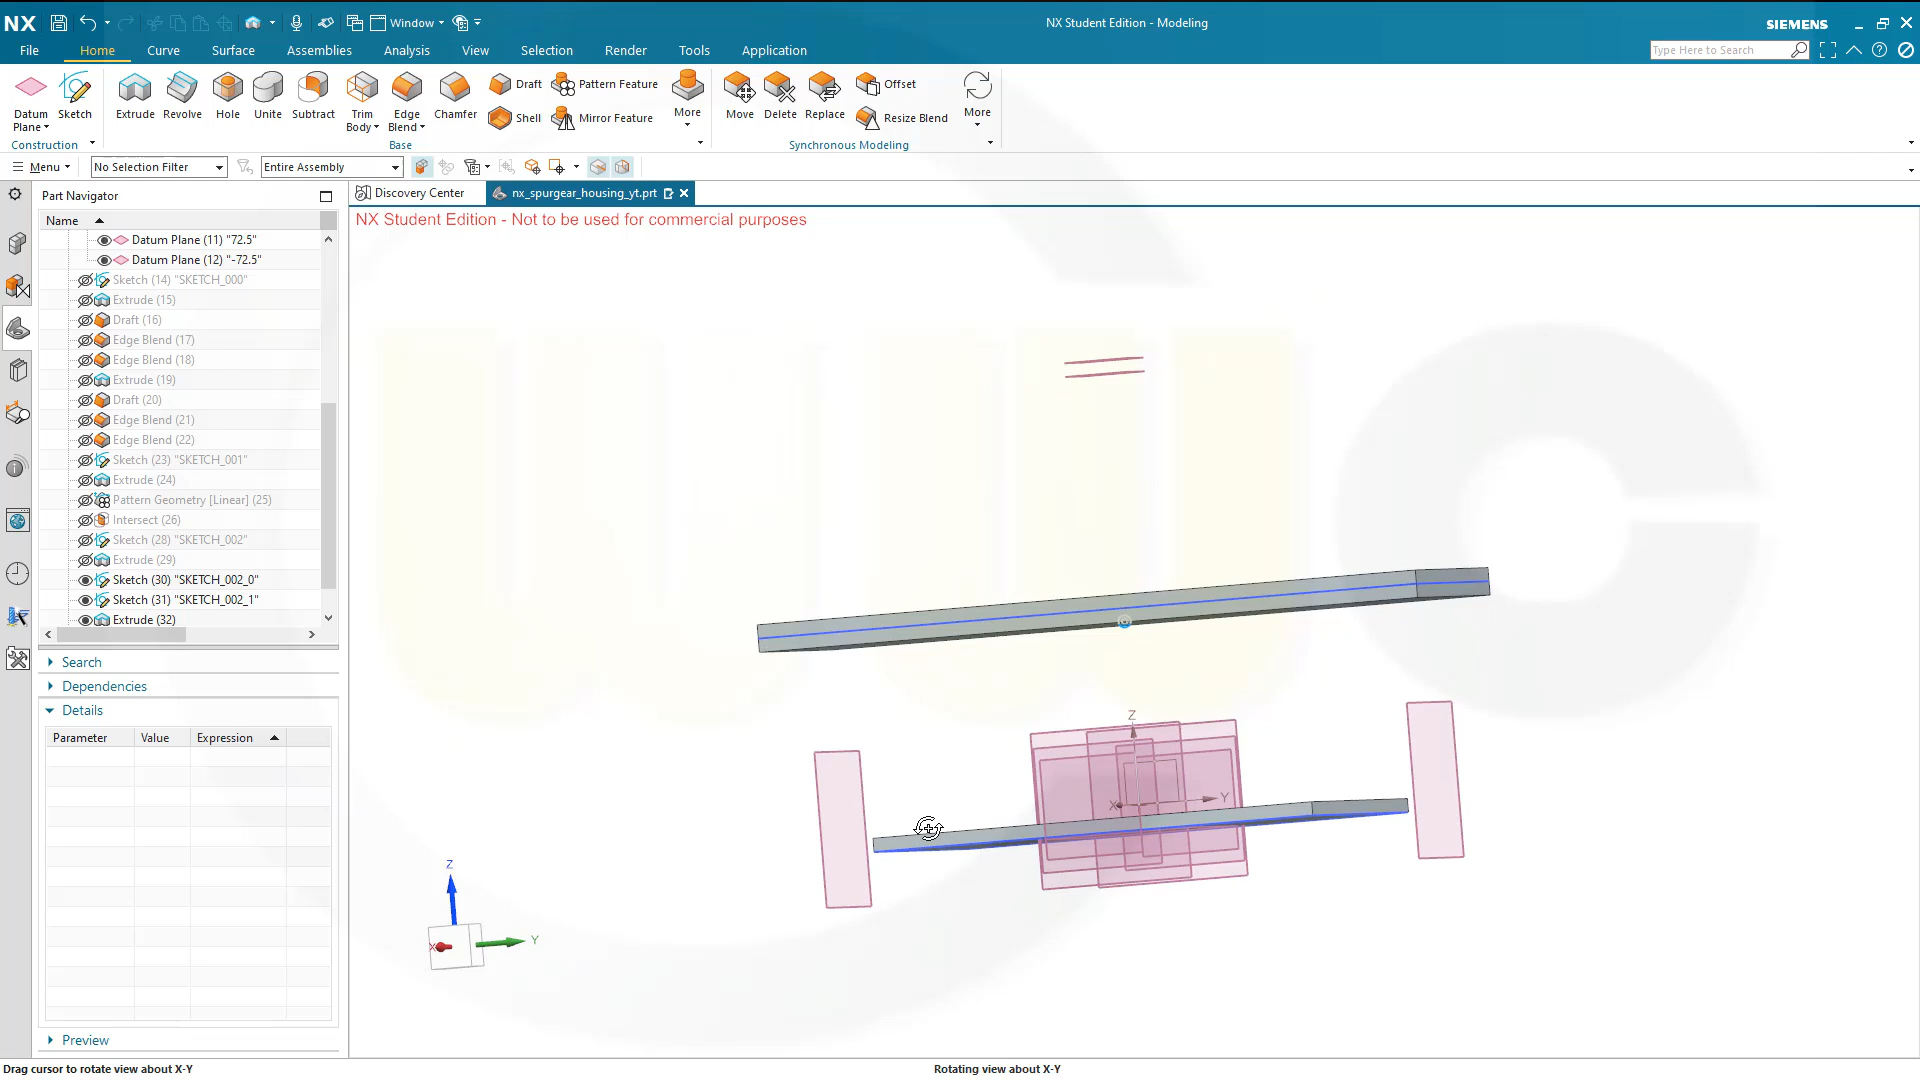 NX
Window
NX Student Edition - Modeling
SIEMENS
File Home Curve Surface Assemblies Analysis View Selection Render Tools Application
Type Here to Search
Datum Plane
Sketch
Extrude
Revolve
Hole
Unite
Subtract
Trim Body
Edge Blend
Chamfer
Draft
Shell
Pattern Feature
Mirror Feature
More
Move
Delete
Replace
Offset
Resize Blend
More
Construction
Base
Synchronous Modeling
Menu
No Selection Filter
Entire Assembly
Part Navigator
Discovery Center
nx_spurgear_housing_yt.prt
Name
NX Student Edition - Not to be used for commercial purposes
Datum Plane (11) "72.5"
Datum Plane (12) "-72.5"
Sketch (14) "SKETCH_000"
Extrude (15)
Draft (16)
Edge Blend (17)
Edge Blend (18)
Extrude (19)
Draft (20)
Edge Blend (21)
Edge Blend (22)
Sketch (23) "SKETCH_001"
Extrude (24)
Pattern Geometry [Linear] (25)
Intersect (26)
Sketch (28) "SKETCH_002"
Extrude (29)
Sketch (30) "SKETCH_002_0"
Sketch (31) "SKETCH_002_1"
Extrude (32)
Search
Dependencies
Details
Parameter Value Expression
Preview
Z
X
Y
Z
X
Y
Drag cursor to rotate view about X-Y
Rotating view about X-Y